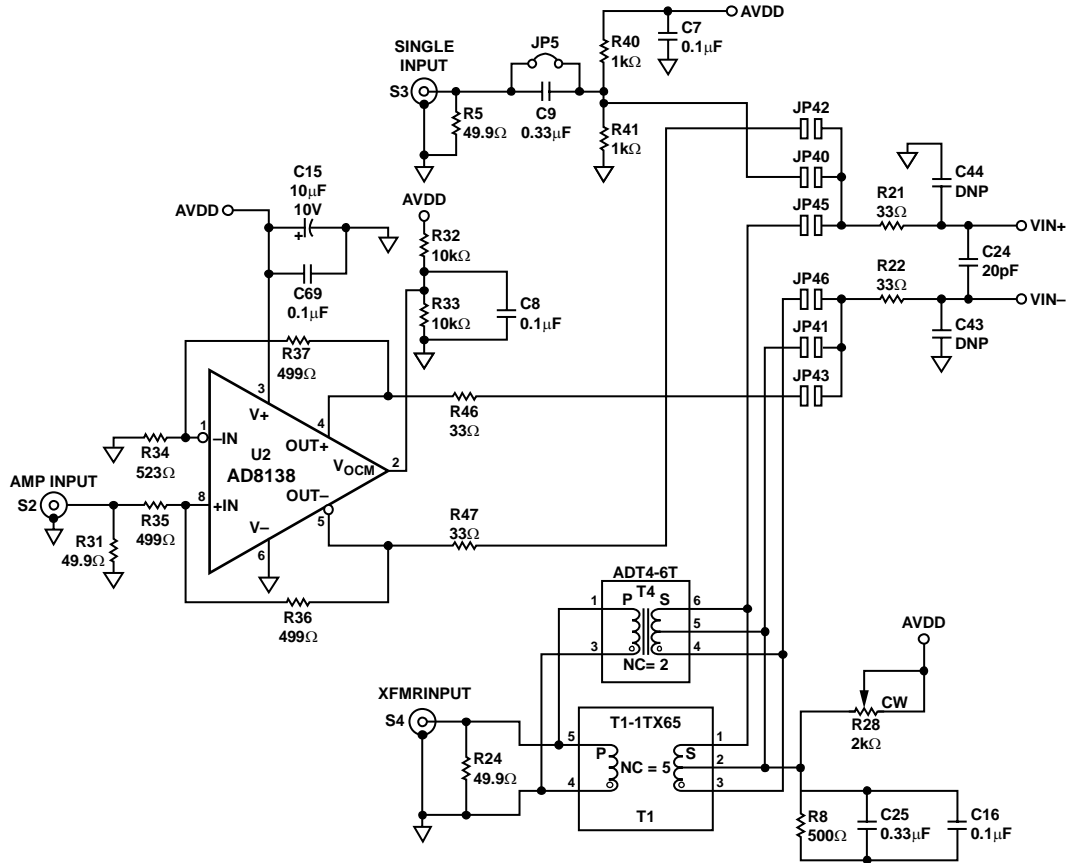 AVDD
C7
0.1µF
R40
1kΩ
JP5
SINGLE
INPUT
S3
R5
49.9Ω
C9
0.33µF
R41
1kΩ
JP42
JP40
JP45
C44
DNP
R21
33Ω
VIN+
C24
20pF
JP46
R22
33Ω
VIN–
JP41
C43
DNP
JP43
C15
10µF
10V
AVDD
+
C69
0.1µF
AVDD
R32
10kΩ
R33
10kΩ
C8
0.1µF
R37
499Ω
3
V+
4
OUT+
R46
33Ω
1
–IN
U2
AD8138
VOCM
2
R34
523Ω
AMP INPUT
S2
8
+IN
R35
499Ω
OUT–
5
V–
6
R31
49.9Ω
R47
33Ω
R36
499Ω
ADT4-6T
T4
1
P
S
6
5
3
4
NC= 2
AVDD
CW
R28
2kΩ
XFMRINPUT
S4
R24
49.9Ω
T1-1TX65
5
P
S
1
NC = 5
2
4
3
T1
R8
500Ω
C25
0.33µF
C16
0.1µF